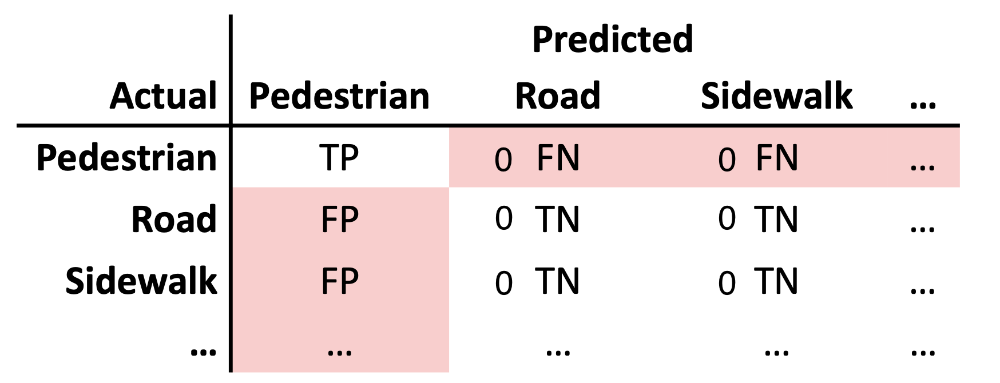 Predicted
Actual Pedestrian Road Sidewalk ...
Pedestrian TP 0 FN 0 FN ...
Road FP 0 TN 0 TN ...
Sidewalk FP 0 TN 0 TN ...
... ... ... ... ...